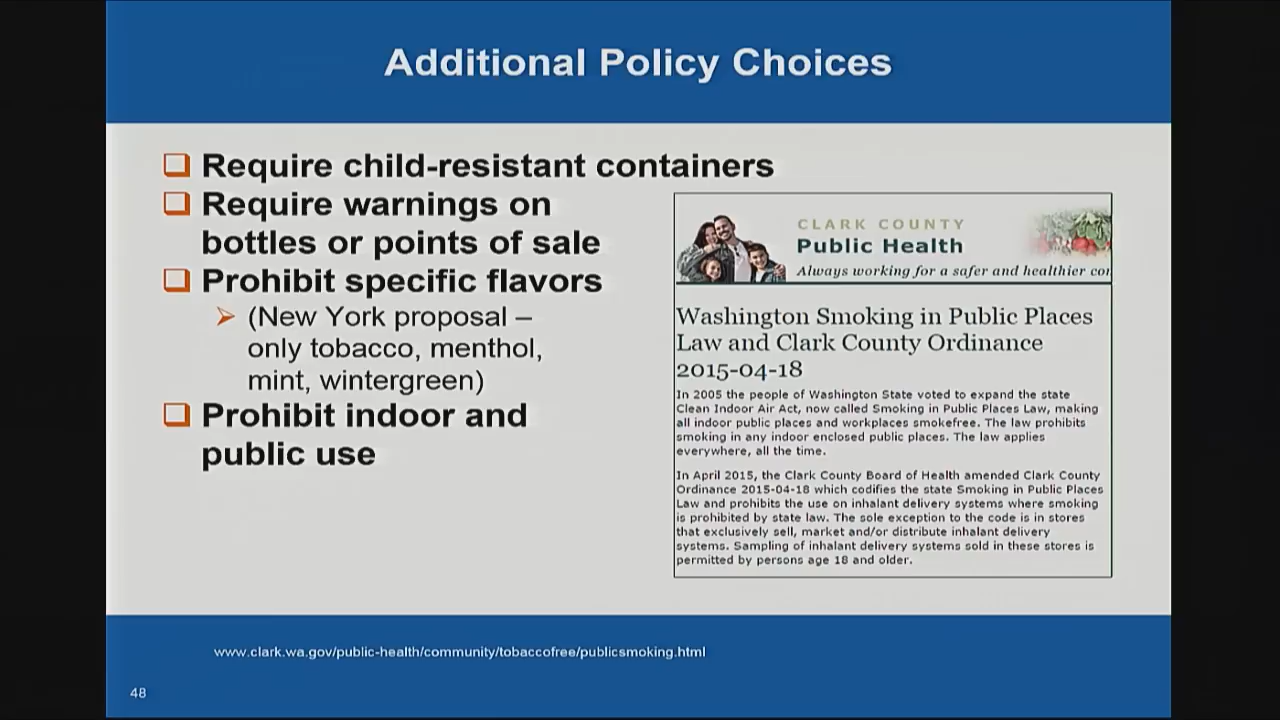 Additional Policy Choices
Require child-resistant containers
Require warnings on
bottles or points of sale
Prohibit specific flavors
(New York proposal –
only tobacco, menthol,
mint, wintergreen)
Prohibit indoor and
public use
CLARK COUNTY
Public Health
Always working for a safer and healthier
Washington Smoking in Public Places
Law and Clark County Ordinance
2015-04-18
In 2005 the people of Washington State voted to expand the state
Clean Indoor Air Act, now called Smoking in Public Places Law, making
all indoor public places and workplaces smokefree. The law prohibits
smoking in any indoor enclosed public places. The law applies
everywhere, all the time.
In April 2015, the Clark County Board of Health amended Clark County
Ordinance 2015-04-18 which codifies the state Smoking in Public Places
Law and prohibits the use on inhalant delivery systems where smoking
is prohibited by state law. The sole exception to the code is in stores
that exclusively sell, market and/or distribute inhalant delivery
systems. Sampling of inhalant delivery systems sold in these stores is
permitted by persons age 18 and older.
www.clark.wa.gov/public-health/community/tobaccofree/publicsmoking.html
48